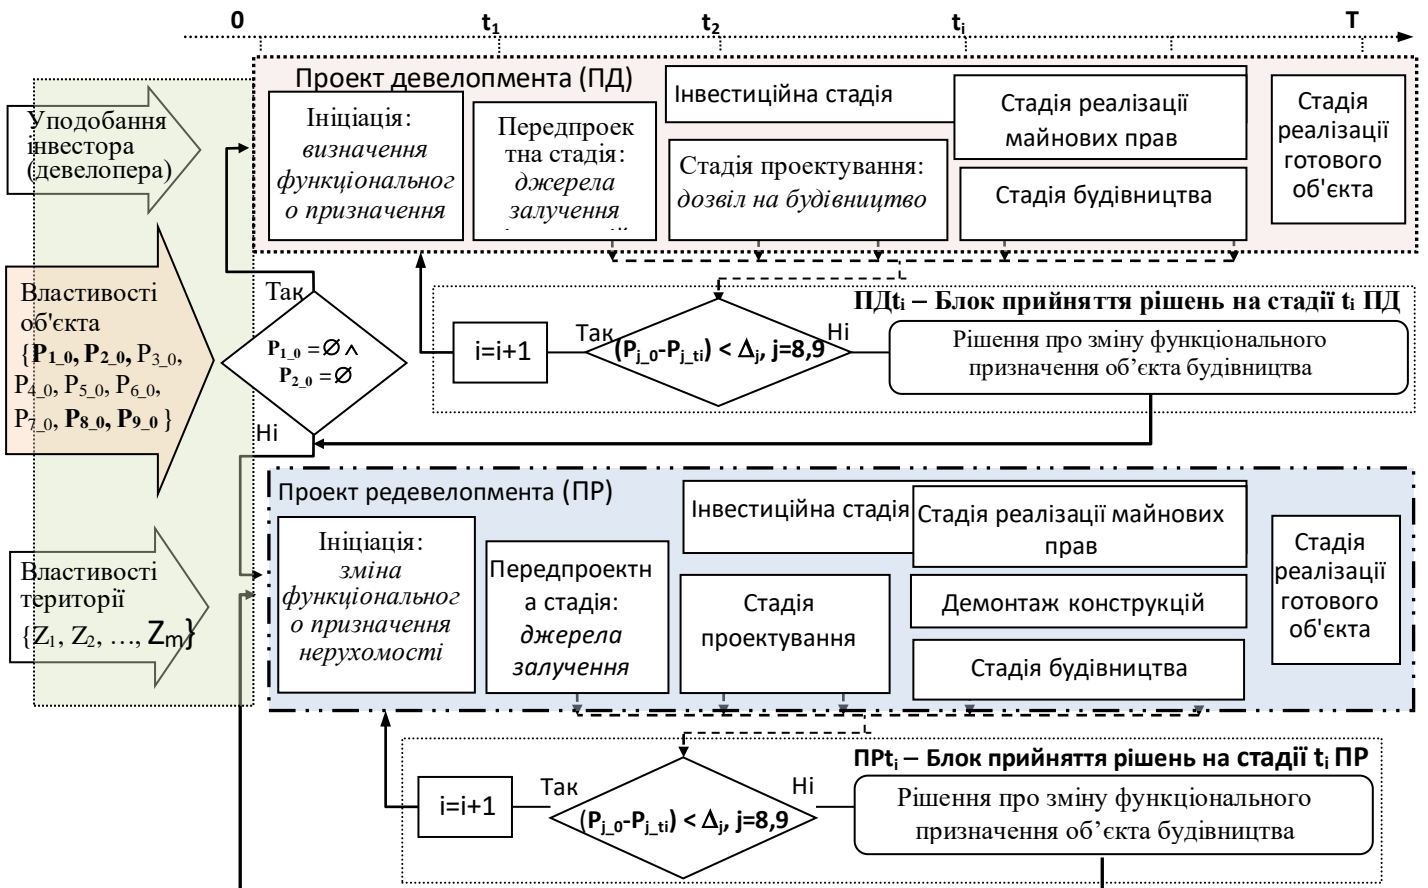 0 t₁ t₂ tᵢ T
Проект девелопмента (ПД)
Ініціація:
визначення
функціональног
о призначення
Передпроек
тна стадія:
джерела
залучення
Інвестиційна стадія
Стадія проектування:
дозвіл на будівництво
Стадія реалізації
майнових прав
Стадія будівництва
Стадія
реалізації
готового
об'єкта
Уподобання
інвестора
(девелопера)
Властивості
об'єкта
{P1_0, P2_0, P3_0,
P4_0, P5_0, P6_0,
P7_0, P8_0, P9_0 }
Властивості
території
{Z1, Z2, …, Zm}
Так
P1_0 =∅ ∧
P2_0 =∅
Ні
ПДtᵢ – Блок прийняття рішень на стадії tᵢ ПД
i=i+1
Так
(Pj_0-Pj_ti) < Δj, j=8,9
Ні
Рішення про зміну функціонального
призначення об’єкта будівництва
Проект редевелопмента (ПР)
Ініціація:
зміна
функціональног
о призначення
нерухомості
Передпроектн
а стадія:
джерела
залучення
Інвестиційна стадія
Стадія
проектування
Стадія реалізації майнових
прав
Демонтаж конструкцій
Стадія будівництва
Стадія
реалізації
готового
об'єкта
ПРtᵢ – Блок прийняття рішень на стадії tᵢ ПР
i=i+1
Так
(Pj_0-Pj_ti) < Δj, j=8,9
Ні
Рішення про зміну функціонального
призначення об’єкта будівництва